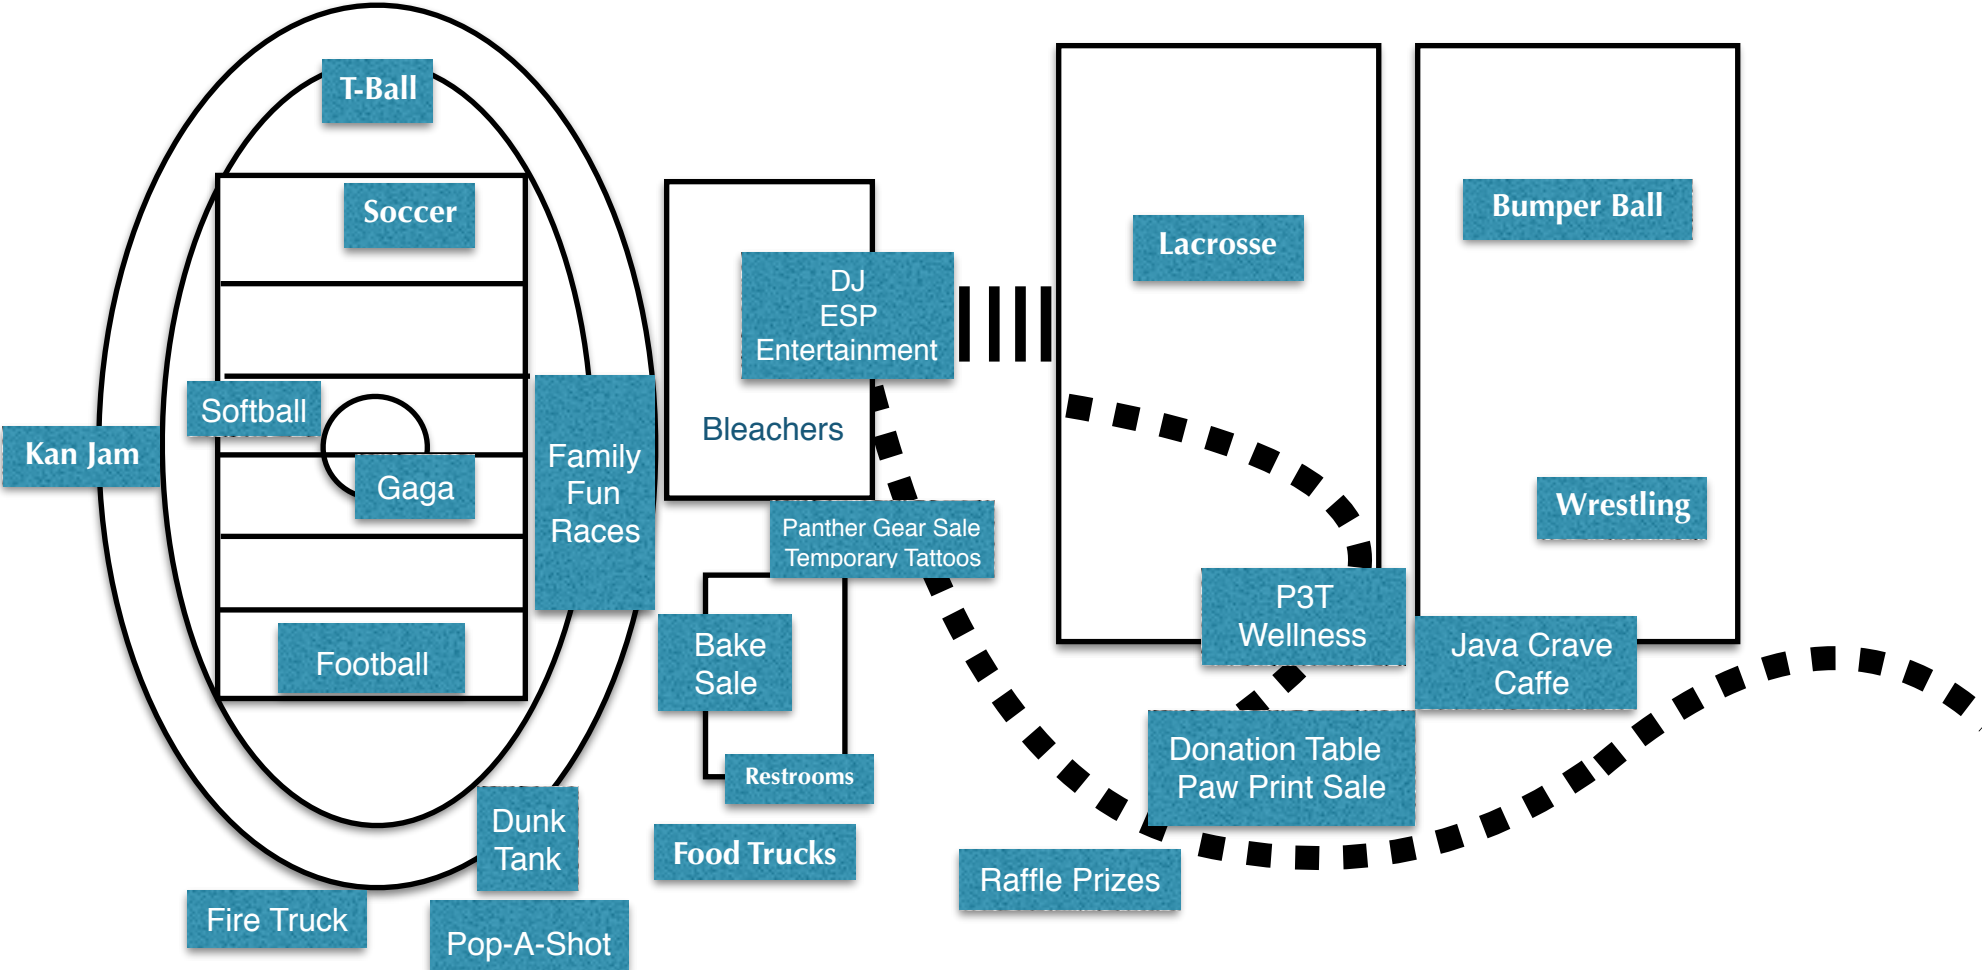 T-Ball
Soccer
Softball
Kan Jam
Gaga
Football
Family
Fun
Races
DJ
ESP
Entertainment
Bleachers
Panther Gear Sale
Temporary Tattoos
Bake
Sale
Restrooms
Food Trucks
Dunk
Tank
Fire Truck
Pop-A-Shot
Lacrosse
Bumper Ball
Wrestling
P3T
Wellness
Java Crave
Caffe
Donation Table
Paw Print Sale
Raffle Prizes